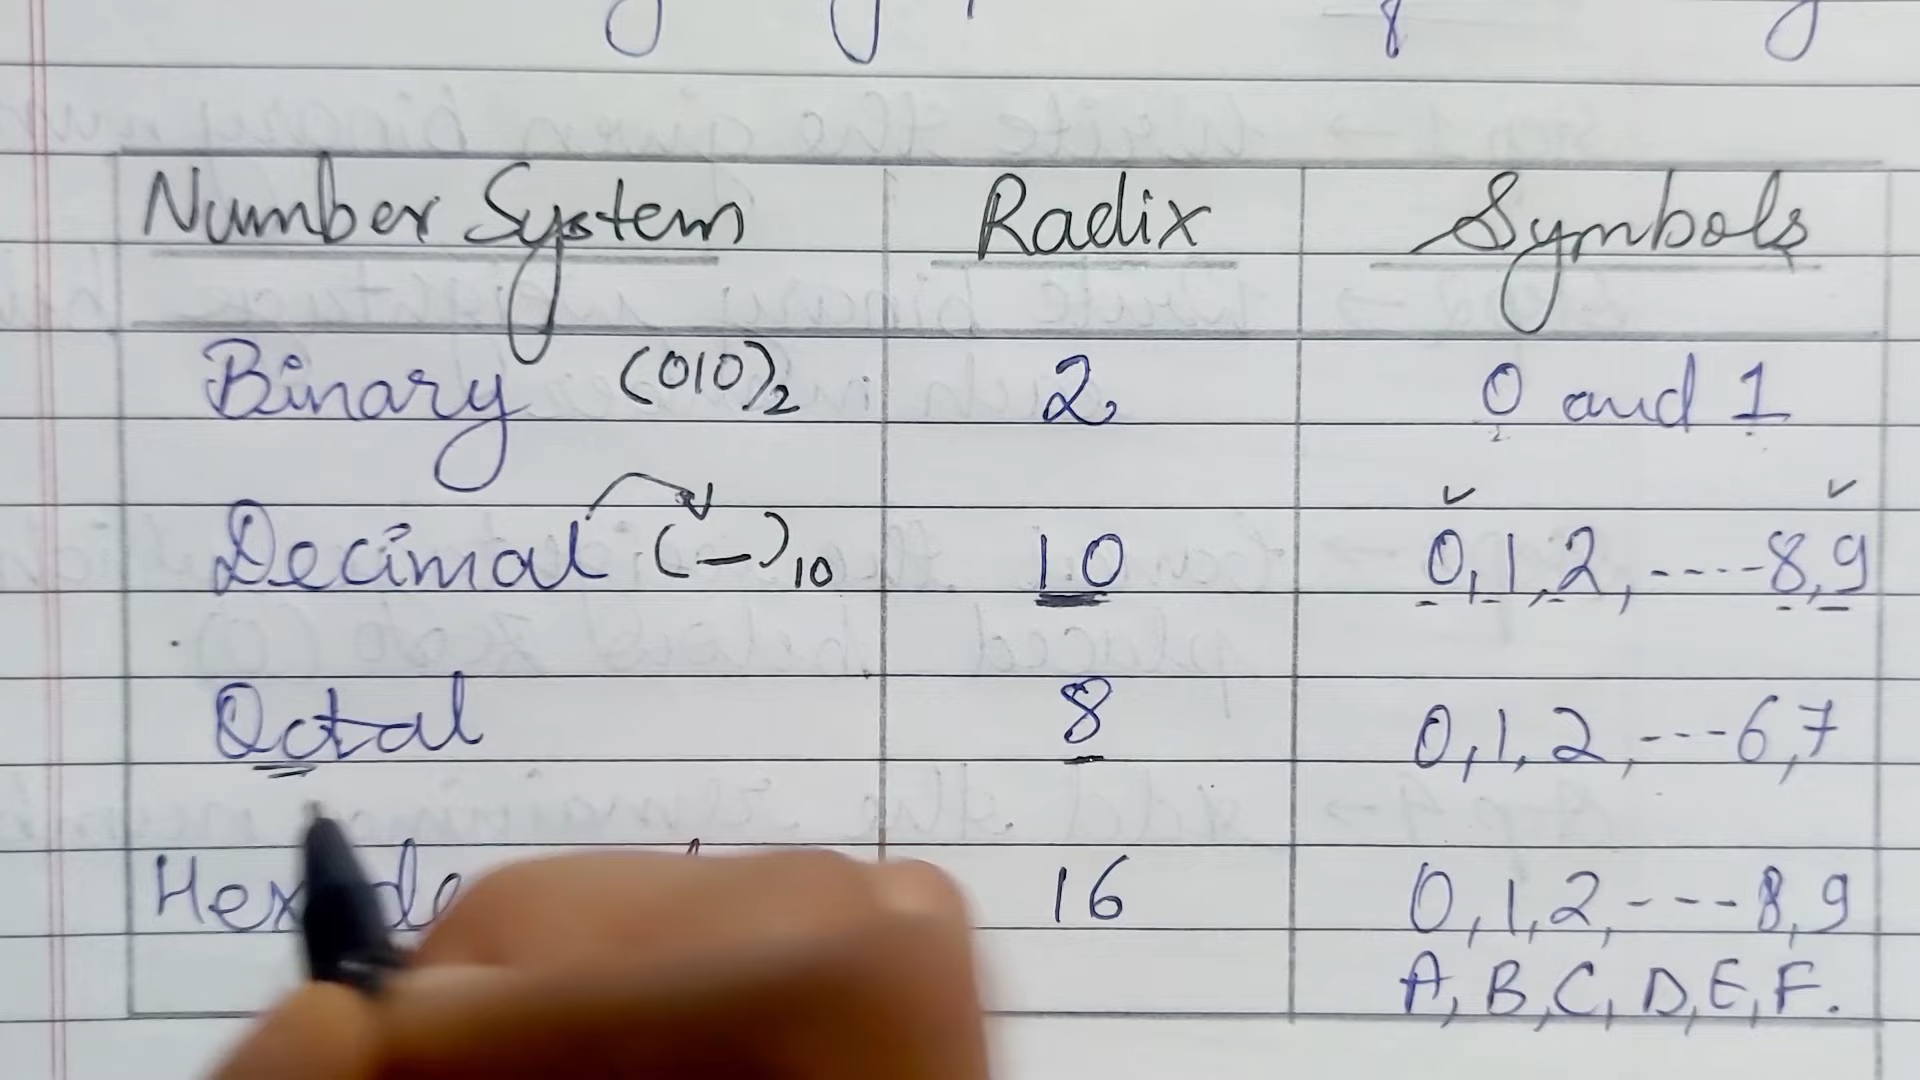 Number System Radix Symbols
Binary (010)2 2 0 and 1
Decimal (—)10 10 0,1,2,----8,9
Octal 8 0,1,2,---6,7
16 0,1,2,---8,9
A,B,C,D,E,F.